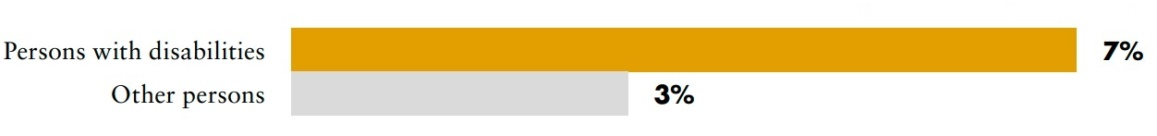 Persons with disabilities 7%
Other persons 3%